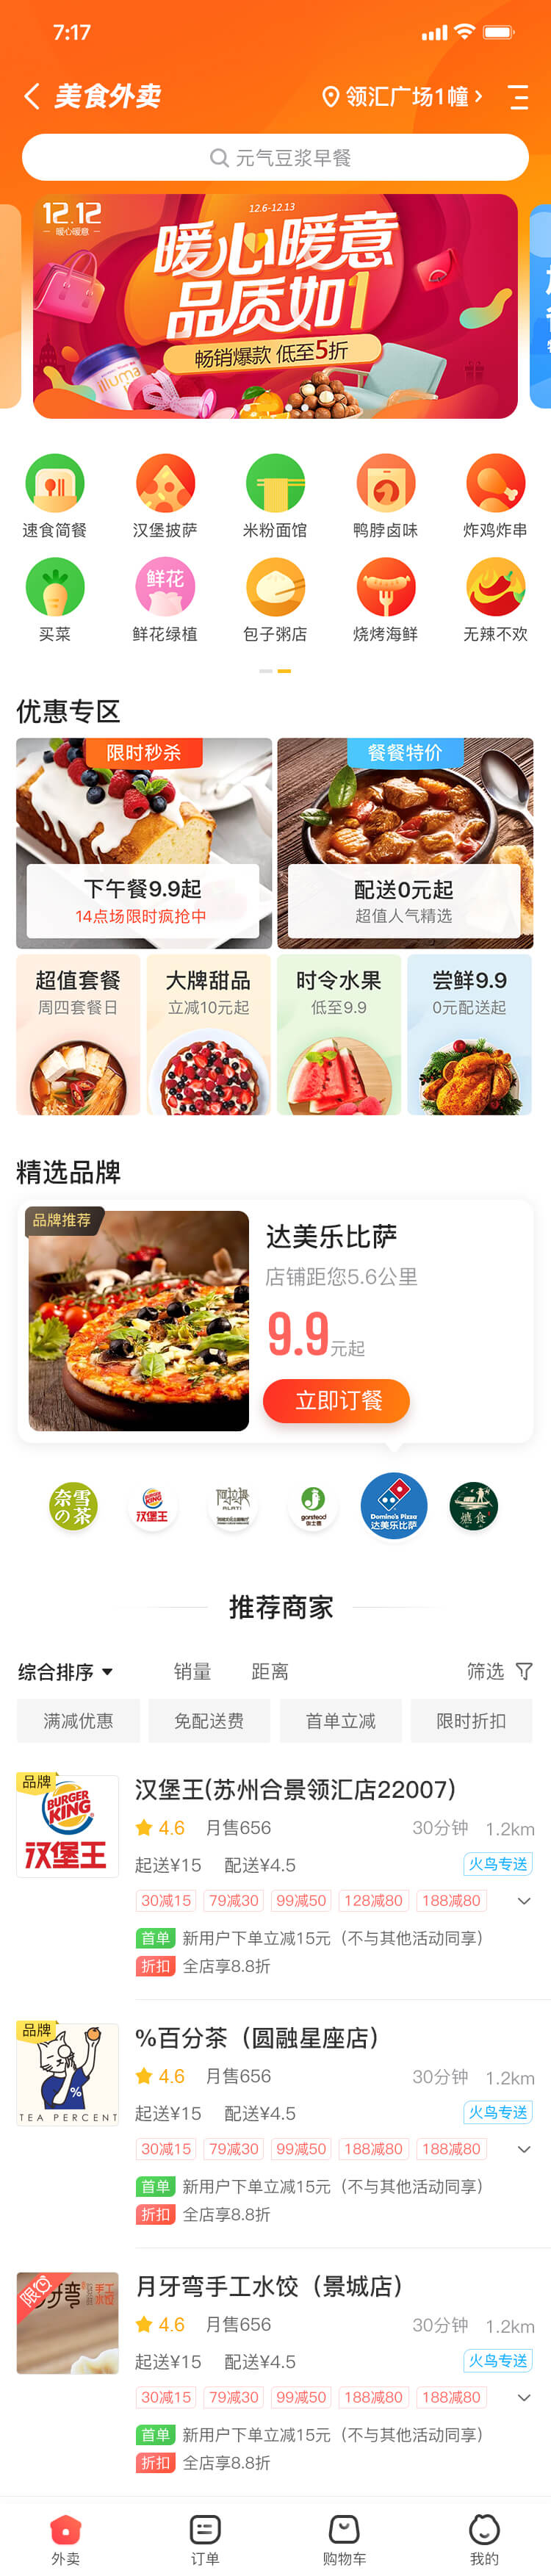 7:17
美食外卖
领汇广场1幢
元气豆浆早餐
12.12
暖心暖意
12.6-12.13
暖心暖意
品质如1
畅销爆款 低至5折
illuma
速食简餐 汉堡披萨 米粉面馆 鸭脖卤味 炸鸡炸串
鲜花
买菜 鲜花绿植 包子粥店 烧烤海鲜 无辣不欢
优惠专区
限时秒杀 餐餐特价
下午餐9.9起 配送0元起
14点场限时疯抢中 超值人气精选
超值套餐 大牌甜品 时令水果 尝鲜9.9
周四套餐日 立减10元起 低至9.9 0元配送起
精选品牌
品牌推荐
达美乐比萨
店铺距您5.6公里
9.9元起
立即订餐
奈雪の茶
BURGER KING
汉堡王
ALATI
Domino's Pizza
达美乐比萨
推荐商家
综合排序 销量 距离 筛选
满减优惠 免配送费 首单立减 限时折扣
品牌
BURGER KING
汉堡王
汉堡王(苏州合景领汇店22007)
4.6 月售656 30分钟 1.2km
起送¥15 配送¥4.5 火鸟专送
30减15 79减30 99减50 128减80 188减80
首单 新用户下单立减15元（不与其他活动同享）
折扣 全店享8.8折
品牌
%
TEA PERCENT
%百分茶（圆融星座店）
4.6 月售656 30分钟 1.2km
起送¥15 配送¥4.5 火鸟专送
30减15 79减30 99减50 188减80 188减80
首单 新用户下单立减15元（不与其他活动同享）
折扣 全店享8.8折
限
手工水饺
月牙弯手工水饺（景城店）
4.6 月售656 30分钟 1.2km
起送¥15 配送¥4.5 火鸟专送
30减15 79减30 99减50 188减80 188减80
首单 新用户下单立减15元（不与其他活动同享）
折扣 全店享8.8折
外卖 订单 购物车 我的